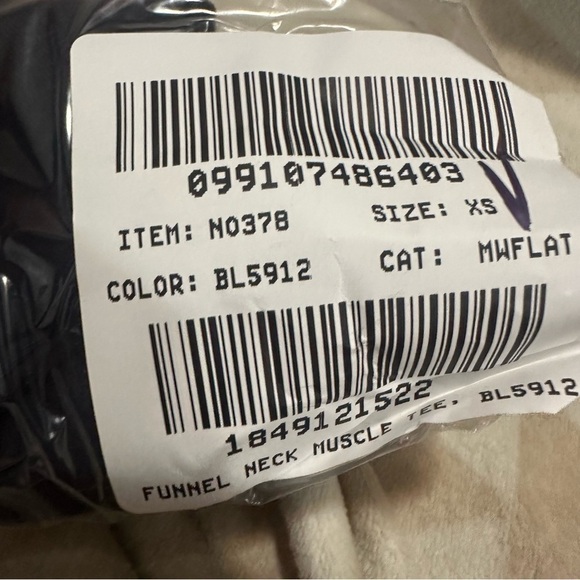 099107486403
ITEM: NO378 SIZE: XS
COLOR: BL5912 CAT: MWFLAT
1849121522
FUNNEL NECK MUSCLE TEE, BL5912